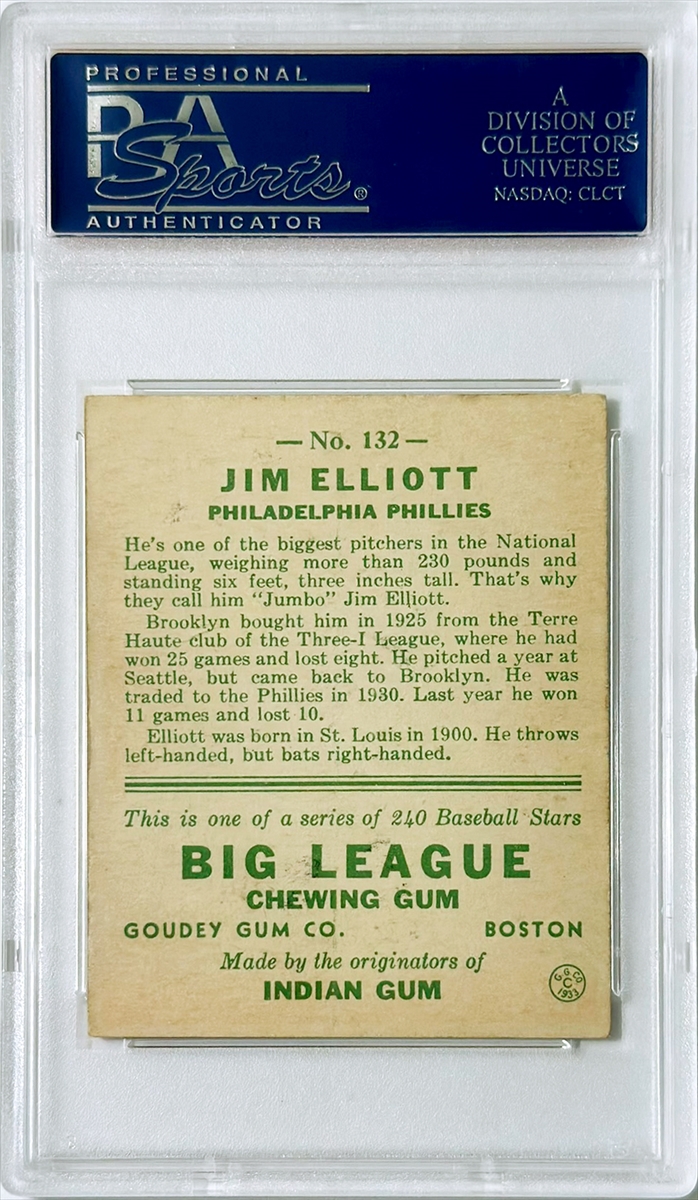 PROFESSIONAL
PSA
Sports®
AUTHENTICATOR
A
DIVISION OF
COLLECTORS
UNIVERSE
NASDAQ: CLCT
— No. 132 —
JIM ELLIOTT
PHILADELPHIA PHILLIES
He's one of the biggest pitchers in the National
League, weighing more than 230 pounds and
standing six feet, three inches tall. That's why
they call him "Jumbo" Jim Elliott.
Brooklyn bought him in 1925 from the Terre
Haute club of the Three-I League, where he had
won 25 games and lost eight. He pitched a year at
Seattle, but came back to Brooklyn. He was
traded to the Phillies in 1930. Last year he won
11 games and lost 10.
Elliott was born in St. Louis in 1900. He throws
left-handed, but bats right-handed.
This is one of a series of 240 Baseball Stars
BIG LEAGUE
CHEWING GUM
GOUDEY GUM CO. BOSTON
Made by the originators of
INDIAN GUM
G.G.CO
C
1933